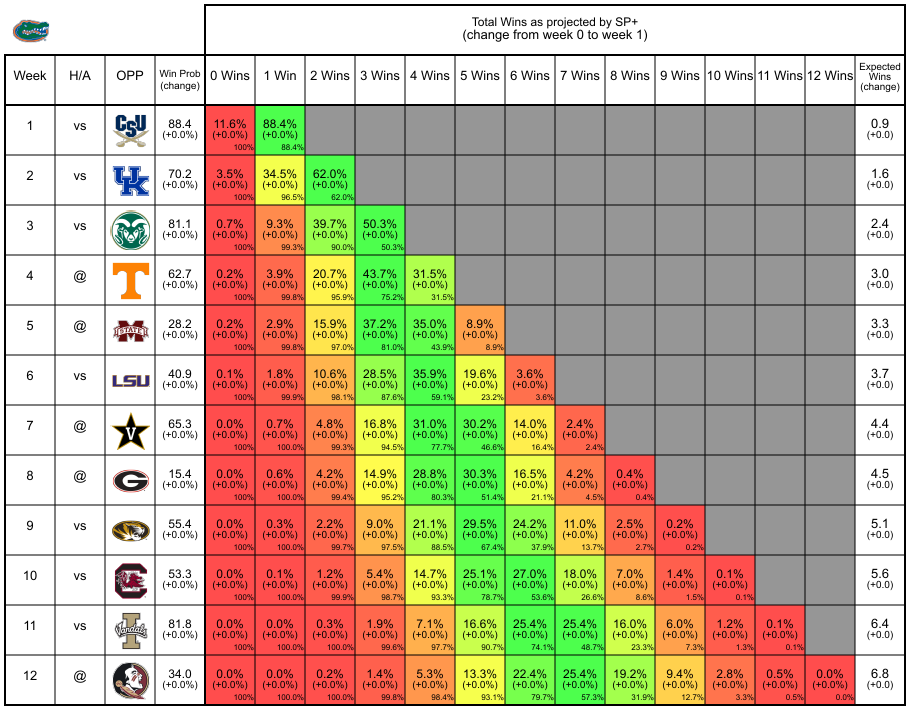 Total Wins as projected by SP+
(change from week 0 to week 1)
Week H/A OPP Win Prob (change) 0 Wins 1 Win 2 Wins 3 Wins 4 Wins 5 Wins 6 Wins 7 Wins 8 Wins 9 Wins 10 Wins 11 Wins 12 Wins Expected Wins (change)
1 vs CSU 88.4 11.6% 88.4% 0.9
(+0.0%) (+0.0%) (+0.0%) (+0.0)
100% 88.4%
2 vs UK 70.2 3.5% 34.5% 62.0% 1.6
(+0.0%) (+0.0%) (+0.0%) (+0.0%) (+0.0)
100% 96.5% 62.0%
3 vs 81.1 0.7% 9.3% 39.7% 50.3% 2.4
(+0.0%) (+0.0%) (+0.0%) (+0.0%) (+0.0%) (+0.0)
100% 99.3% 90.0% 50.3%
4 @ T 62.7 0.2% 3.9% 20.7% 43.7% 31.5% 3.0
(+0.0%) (+0.0%) (+0.0%) (+0.0%) (+0.0%) (+0.0%) (+0.0)
100% 99.8% 95.9% 75.2% 31.5%
5 @ M STATE 28.2 0.2% 2.9% 15.9% 37.2% 35.0% 8.9% 3.3
(+0.0%) (+0.0%) (+0.0%) (+0.0%) (+0.0%) (+0.0%) (+0.0%) (+0.0)
100% 99.8% 97.0% 81.0% 43.9% 8.9%
6 vs LSU 40.9 0.1% 1.8% 10.6% 28.5% 35.9% 19.6% 3.6% 3.7
(+0.0%) (+0.0%) (+0.0%) (+0.0%) (+0.0%) (+0.0%) (+0.0%) (+0.0%) (+0.0)
100% 99.9% 98.1% 87.6% 59.1% 23.2% 3.6%
7 @ V 65.3 0.0% 0.7% 4.8% 16.8% 31.0% 30.2% 14.0% 2.4% 4.4
(+0.0%) (+0.0%) (+0.0%) (+0.0%) (+0.0%) (+0.0%) (+0.0%) (+0.0%) (+0.0%) (+0.0)
100% 100.0% 99.3% 94.5% 77.7% 46.6% 16.4% 2.4%
8 @ G 15.4 0.0% 0.6% 4.2% 14.9% 28.8% 30.3% 16.5% 4.2% 0.4% 4.5
(+0.0%) (+0.0%) (+0.0%) (+0.0%) (+0.0%) (+0.0%) (+0.0%) (+0.0%) (+0.0%) (+0.0%) (+0.0)
100% 100.0% 99.4% 95.2% 80.3% 51.4% 21.1% 4.5% 0.4%
9 vs 55.4 0.0% 0.3% 2.2% 9.0% 21.1% 29.5% 24.2% 11.0% 2.5% 0.2% 5.1
(+0.0%) (+0.0%) (+0.0%) (+0.0%) (+0.0%) (+0.0%) (+0.0%) (+0.0%) (+0.0%) (+0.0%) (+0.0%) (+0.0)
100% 100.0% 99.7% 97.5% 88.5% 67.4% 37.9% 13.7% 2.7% 0.2%
10 vs C 53.3 0.0% 0.1% 1.2% 5.4% 14.7% 25.1% 27.0% 18.0% 7.0% 1.4% 0.1% 5.6
(+0.0%) (+0.0%) (+0.0%) (+0.0%) (+0.0%) (+0.0%) (+0.0%) (+0.0%) (+0.0%) (+0.0%) (+0.0%) (+0.0%) (+0.0)
100% 100.0% 99.9% 98.7% 93.3% 78.7% 53.6% 26.6% 8.6% 1.5% 0.1%
11 vs I Vandals 81.8 0.0% 0.0% 0.3% 1.9% 7.1% 16.6% 25.4% 25.4% 16.0% 6.0% 1.2% 0.1% 6.4
(+0.0%) (+0.0%) (+0.0%) (+0.0%) (+0.0%) (+0.0%) (+0.0%) (+0.0%) (+0.0%) (+0.0%) (+0.0%) (+0.0%) (+0.0%) (+0.0)
100% 100.0% 100.0% 99.6% 97.7% 90.7% 74.1% 48.7% 23.3% 7.3% 1.3% 0.1%
12 @ 34.0 0.0% 0.0% 0.2% 1.4% 5.3% 13.3% 22.4% 25.4% 19.2% 9.4% 2.8% 0.5% 0.0% 6.8
(+0.0%) (+0.0%) (+0.0%) (+0.0%) (+0.0%) (+0.0%) (+0.0%) (+0.0%) (+0.0%) (+0.0%) (+0.0%) (+0.0%) (+0.0%) (+0.0%) (+0.0)
100% 100.0% 100.0% 99.8% 98.4% 93.1% 79.7% 57.3% 31.9% 12.7% 3.3% 0.5% 0.0%